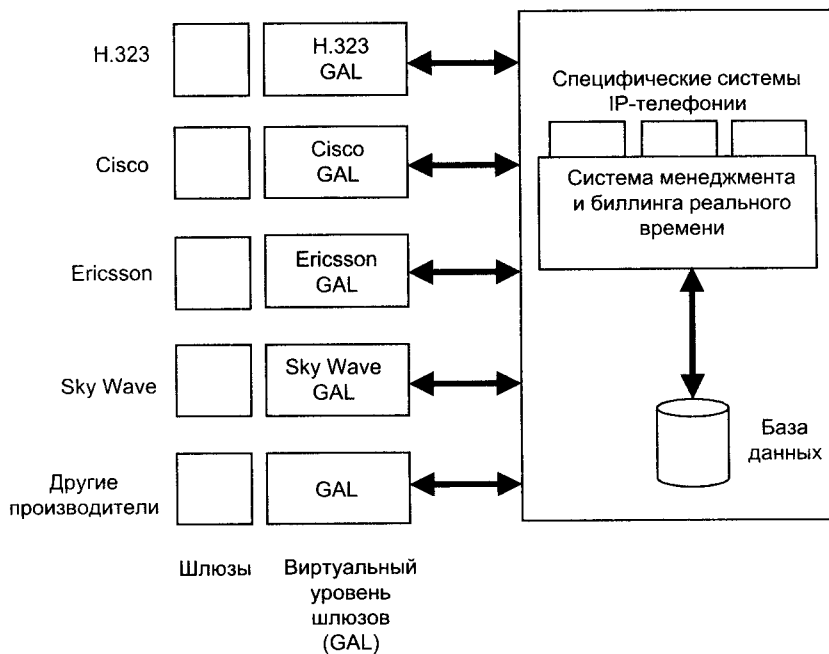 H.323
H.323
GAL
Cisco
Cisco
GAL
Ericsson
Ericsson
GAL
Sky Wave
Sky Wave
GAL
Другие
производители
GAL
Шлюзы
Виртуальный
уровень
шлюзов
(GAL)
Специфические системы
IP-телефонии
Система менеджмента
и биллинга реального
времени
База
данных